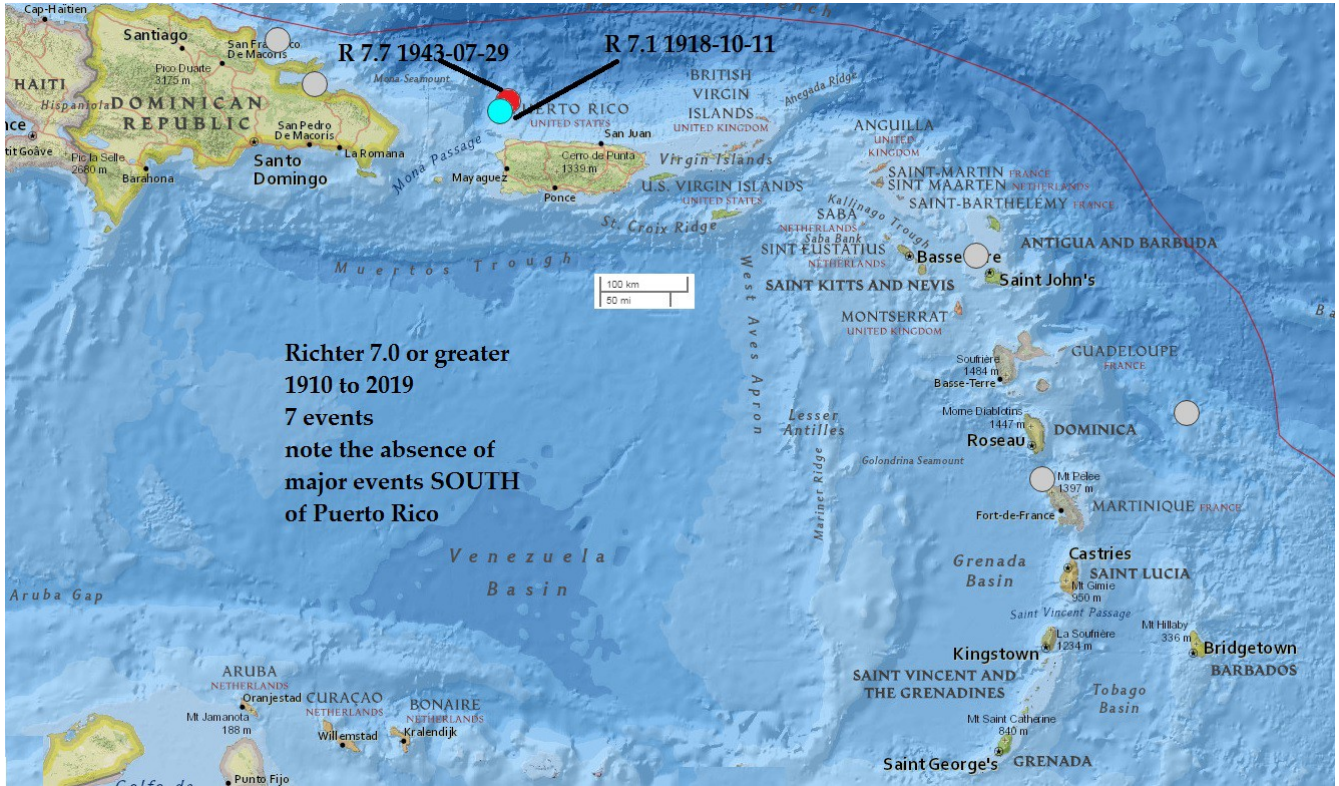 Cap-Haïtien
Santiago
R 7.7 1943-07-29
R 7.1 1918-10-11
De Macoris
Pico Duarte
3175 m
Mona Seamount
BRITISH
VIRGIN
ISLANDS
UNITED KINGDOM
Anegada Ridge
HAITI
Hispaniola
DOMINICAN
REPUBLIC
UNITED STATES
San Pedro
De Macoris
San Juan
ANGUILLA
UNITED
KINGDOM
tit Goâve
Pic la Selle
2680 m
Barahona
Santo
Domingo
La Romana
Mona Passage
Mayaguez
Cerro de Punta
1339 m
Ponce
Virgin Islands
U.S. VIRGIN ISLANDS
UNITED STATES
SAINT-MARTIN FRANCE
SINT MAARTEN NETHERLANDS
SAINT-BARTHELEMY FRANCE
St. Croix Ridge
Kallinago Trough
SABA
NETHERLANDS
Saba Bank
SINT EUSTATIUS
NETHERLANDS
ANTIGUA AND BARBUDA
Muertos Trough
100 km
50 mi
West Aves Apron
SAINT KITTS AND NEVIS
Saint John's
MONTSERRAT
UNITED KINGDOM
Richter 7.0 or greater
1910 to 2019
7 events
note the absence of
major events SOUTH
of Puerto Rico
Soufrière
1484 m
Basse-Terre
GUADELOUPE
FRANCE
Lesser
Antilles
Morne Diablotins
1447 m
Roseau
DOMINICA
Golondrina Seamount
Mariner Ridge
Mt Pelee
1397 m
Fort-de-France
MARTINIQUE FRANCE
Venezuela
Basin
Grenada
Basin
Castries
SAINT LUCIA
Mt Gimie
950 m
Aruba Gap
Saint Vincent Passage
La Soufrière
1234 m
Kingstown
Mt Hillaby
336 m
Bridgetown
BARBADOS
SAINT VINCENT AND
THE GRENADINES
Tobago
Basin
ARUBA
NETHERLANDS
Oranjestad
Mt Jamanota
188 m
CURAÇAO
NETHERLANDS
Willemstad
BONAIRE
NETHERLANDS
Kralendijk
Mt Saint Catherine
840 m
Saint George's
GRENADA
Punto Fijo